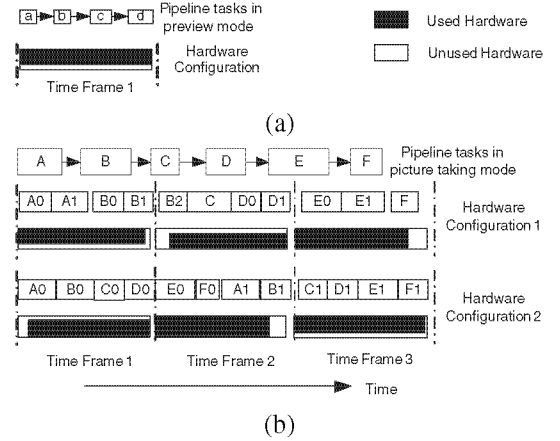 a b c d Pipeline tasks in
preview mode
Used Hardware
Hardware
Configuration
Unused Hardware
Time Frame 1
(a)
A B C D E F Pipeline tasks in
picture taking mode
A0 A1 B0 B1 B2 C D0 D1 E0 E1 F
Hardware
Configuration 1
A0 B0 C0 D0 E0 F0 A1 B1 C1 D1 E1 F1
Hardware
Configuration 2
Time Frame 1 Time Frame 2 Time Frame 3
Time
(b)